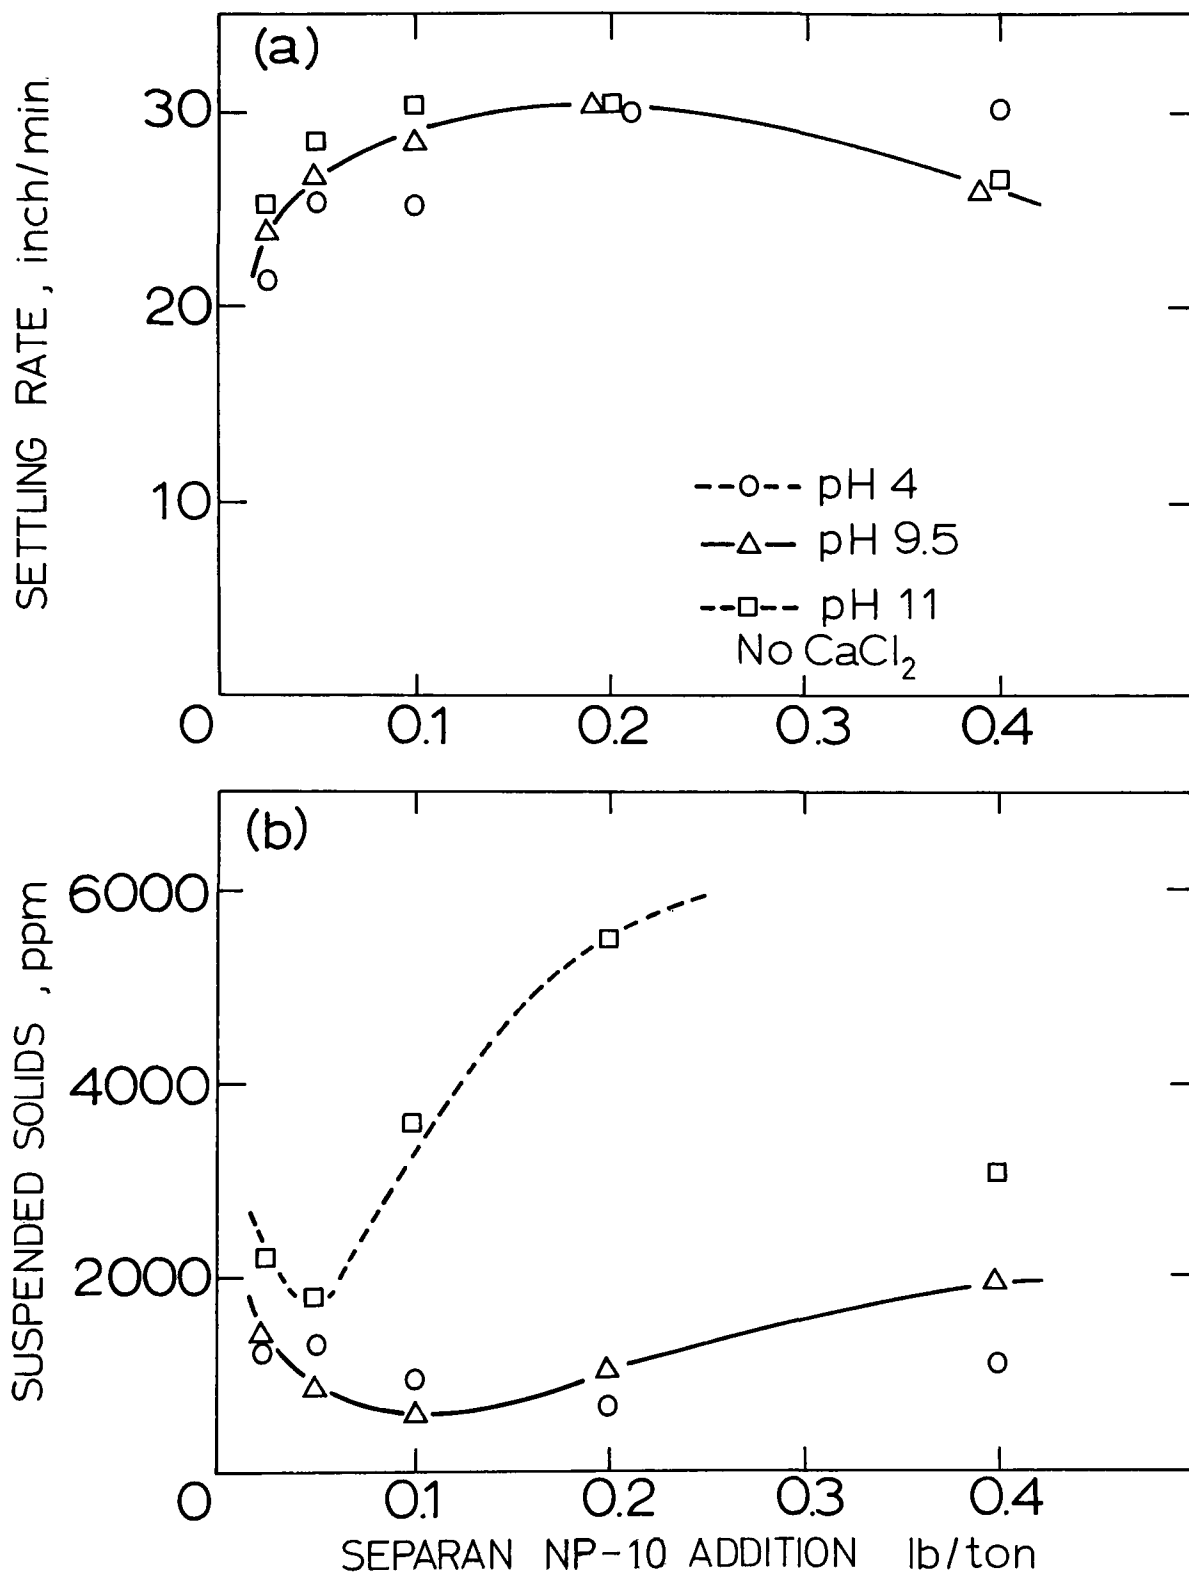 (a)
SETTLING RATE, inch/min
30
20
10
0
0.1
0.2
0.3
0.4
--o-- pH 4
—△— pH 9.5
--□-- pH 11
No CaCl₂
(b)
SUSPENDED SOLIDS, ppm
6000
4000
2000
0
0.1
0.2
0.3
0.4
SEPARAN NP-10 ADDITION lb/ton